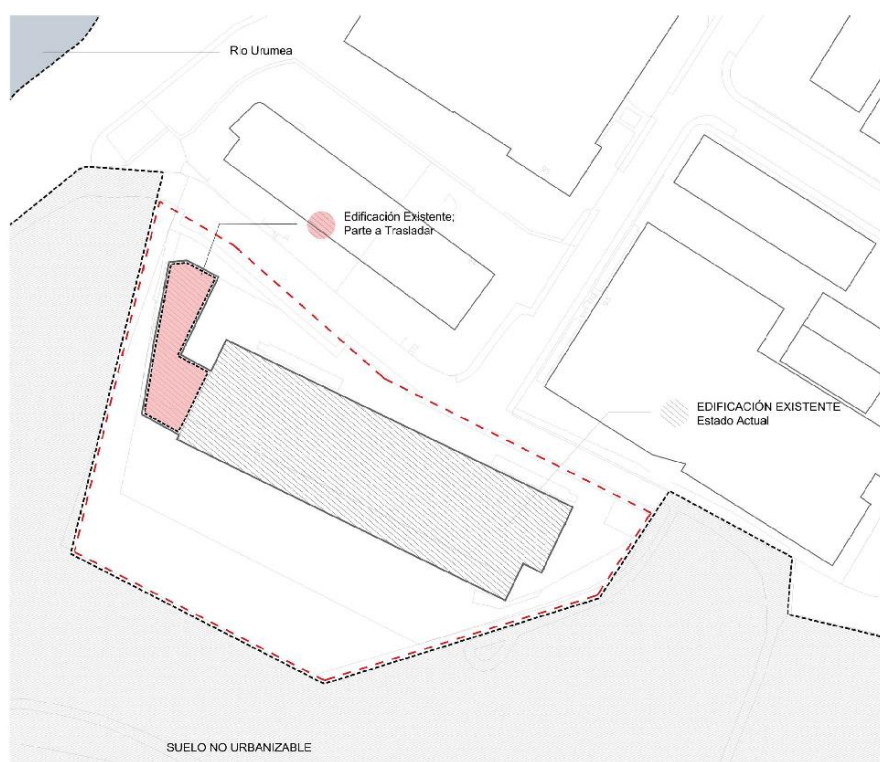 Rio Urumea
Edificación Existente;
Parte a Trasladar
EDIFICACIÓN EXISTENTE
Estado Actual
SUELO NO URBANIZABLE